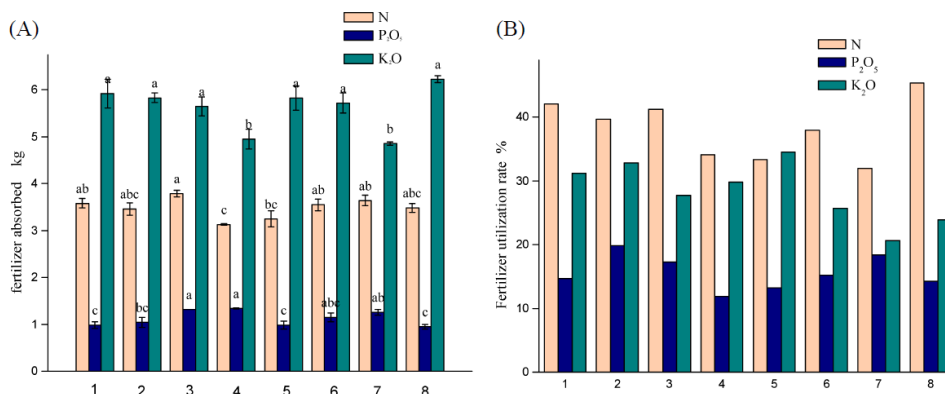 (A)
N
P₂O₅
K₂O
fertilizer absorbed kg
6
5
4
3
2
1
0
a a a b a a b a
ab abc a c bc ab ab abc
c bc a a c abc ab c
1 2 3 4 5 6 7 8
(B)
N
P₂O₅
K₂O
Fertilizer utilization rate %
40
30
20
10
0
1 2 3 4 5 6 7 8